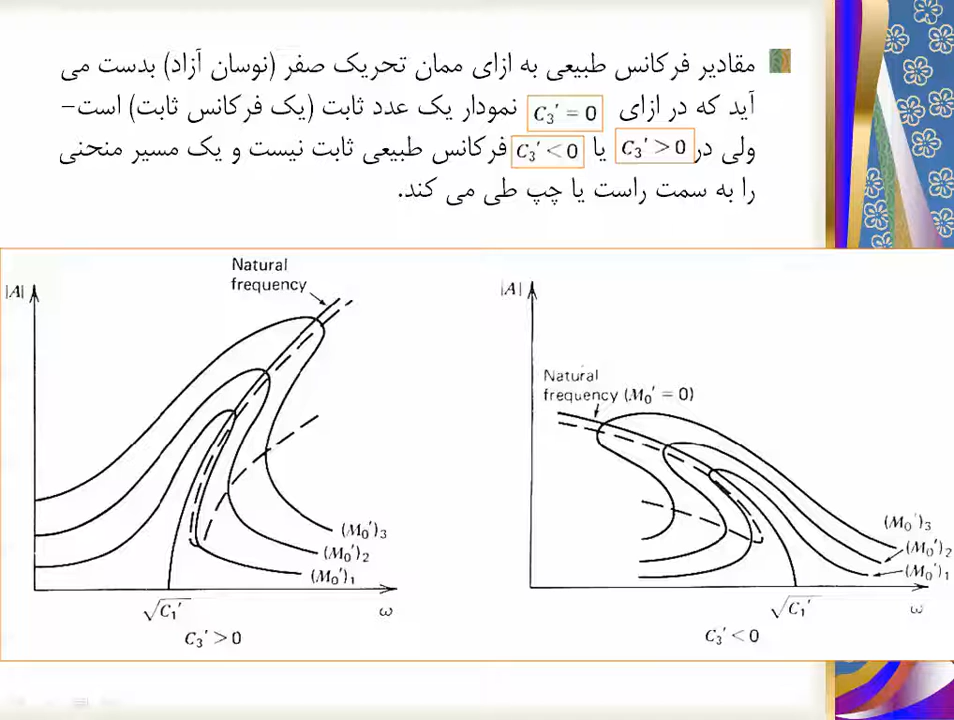 مقادیر فرکانس طبیعی به ازای ممان تحریک صفر (نوسان آزاد) بدست می
آید که در ازای C₃′ = 0 نمودار یک عدد ثابت (یک فرکانس ثابت) است-
ولی در C₃′ > 0 یا C₃′ < 0 فرکانس طبیعی ثابت نیست و یک مسیر منحنی
را به سمت راست یا چپ طی می کند.
Natural
frequency
|A|
(M₀′)₃
(M₀′)₂
(M₀′)₁
√C₁′
ω
C₃′ > 0
|A|
Natural
frequency (M₀′ = 0)
(M₀′)₃
(M₀′)₂
(M₀′)₁
√C₁′
ω
C₃′ < 0